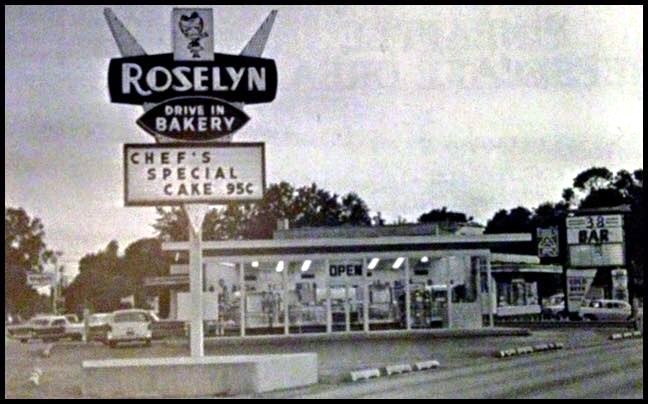 ROSELYN
DRIVE IN
BAKERY
CHEF'S
SPECIAL
CAKE 95¢
OPEN
38
BAR